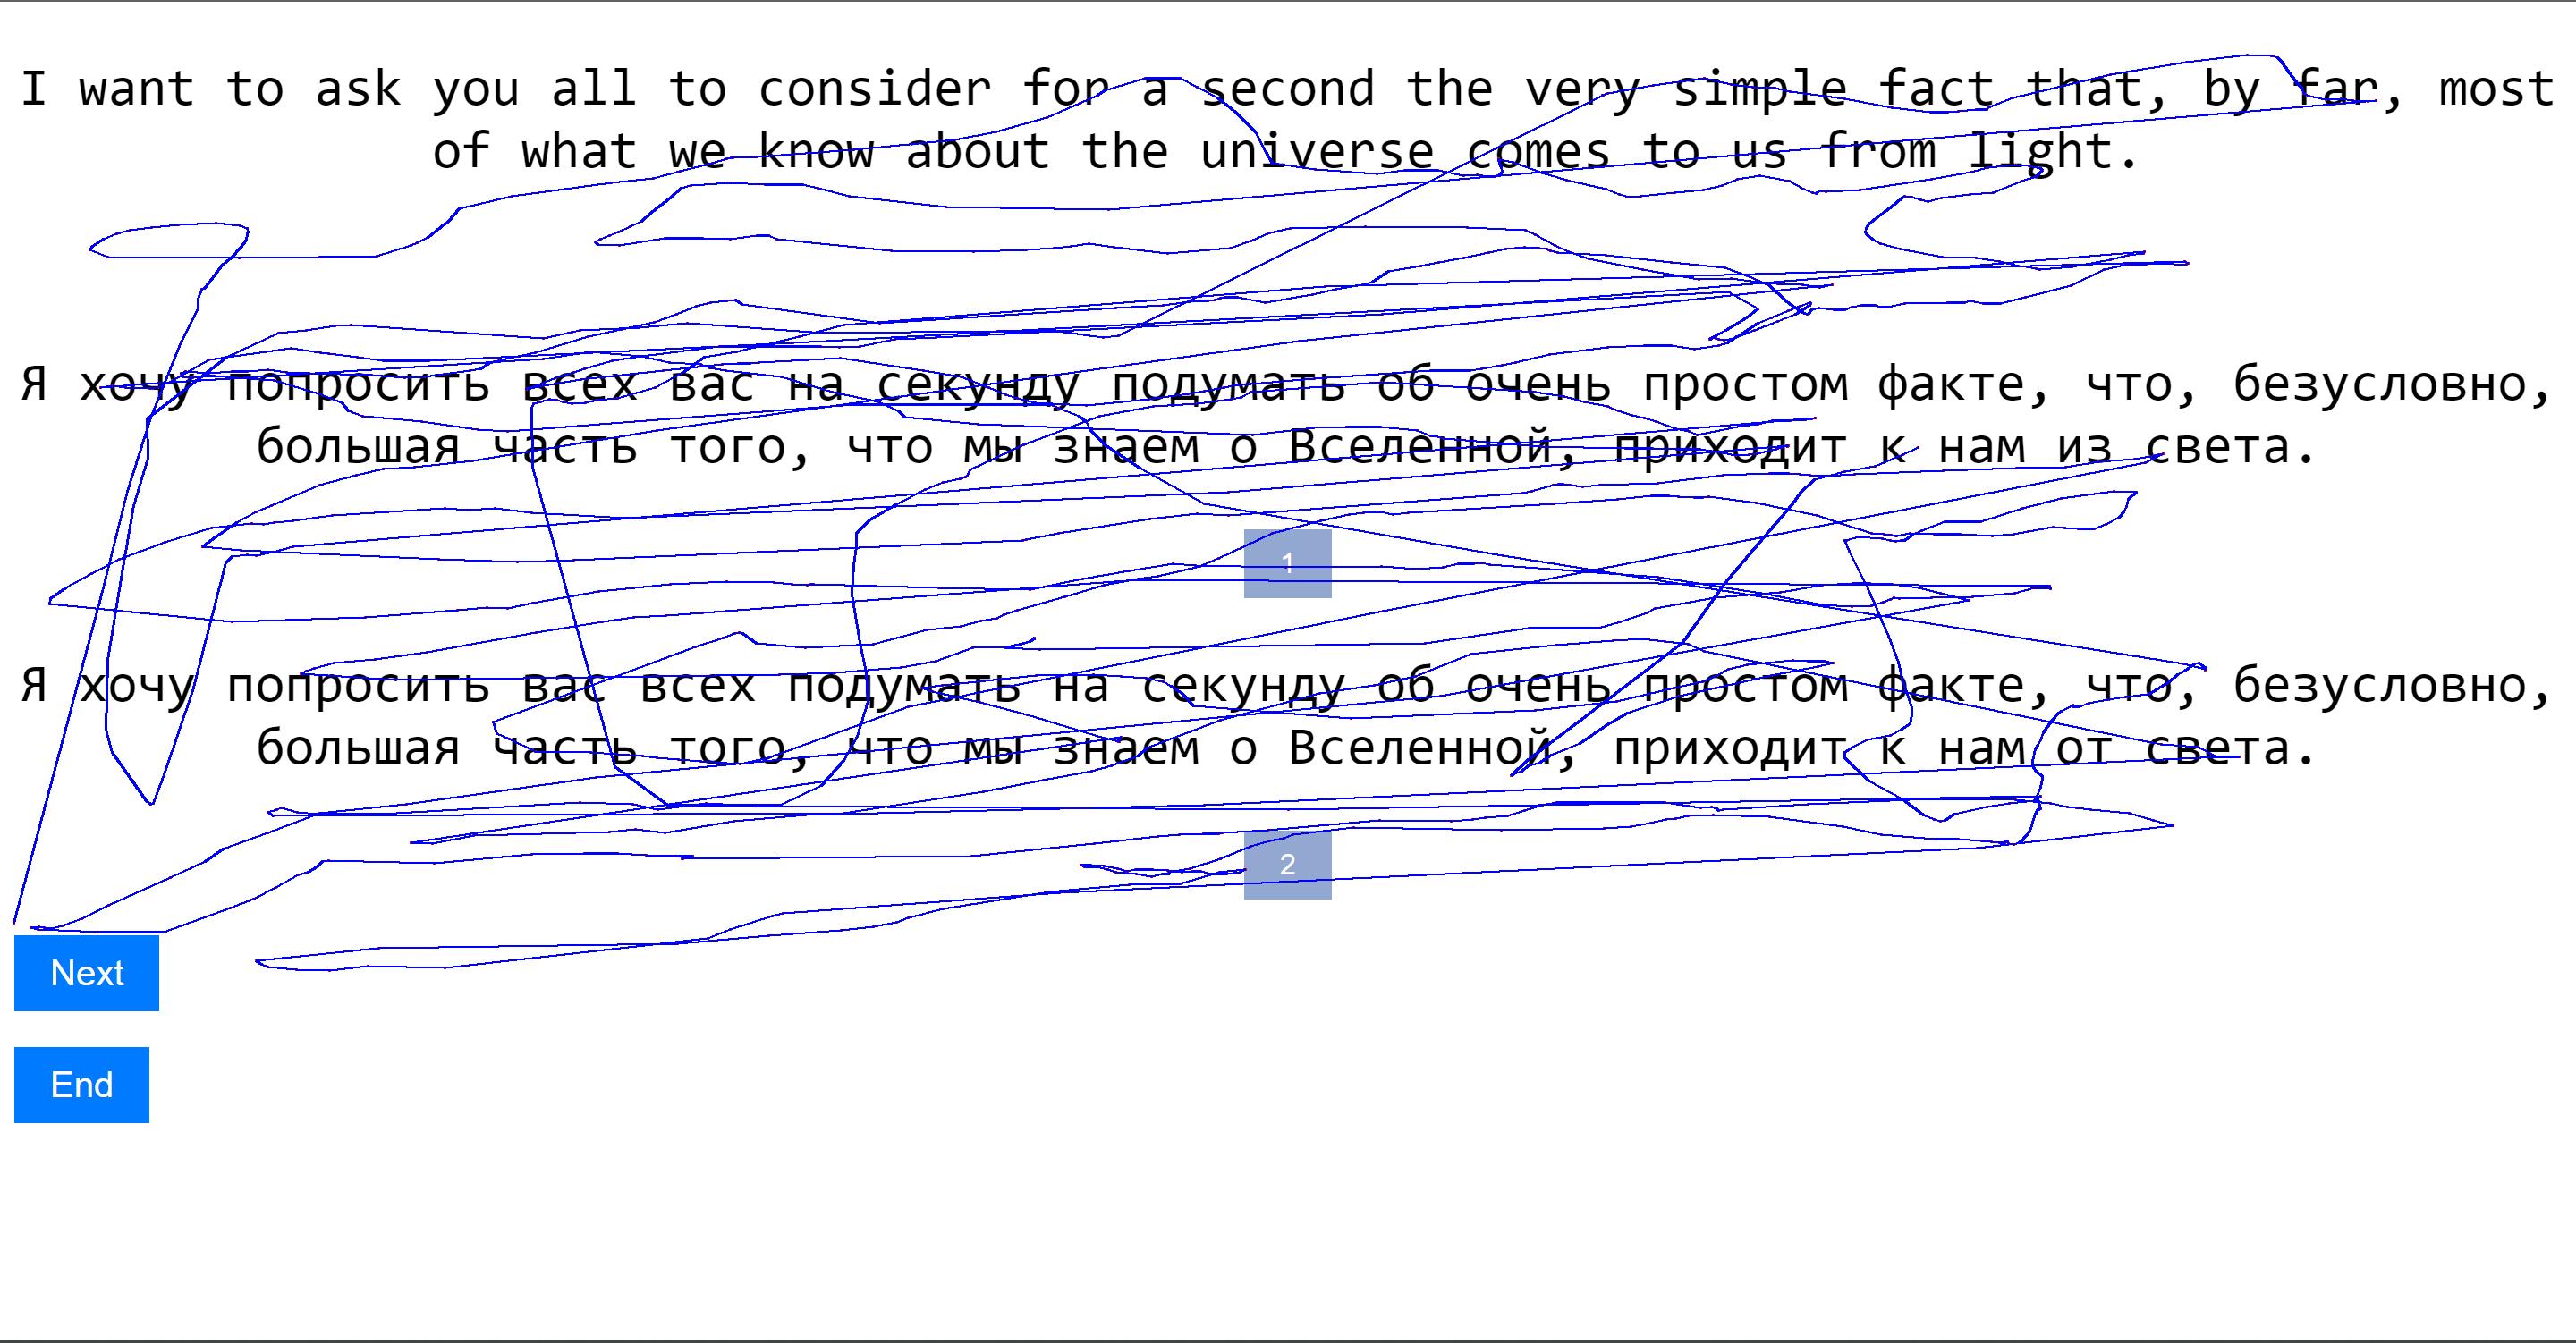 I want to ask you all to consider for a second the very simple fact that, by far, most
of what we know about the universe comes to us from light.
Я хочу попросить всех вас на секунду подумать об очень простом факте, что, безусловно,
большая часть того, что мы знаем о Вселенной, приходит к нам из света.
1
Я хочу попросить вас всех подумать на секунду об очень простом факте, что, безусловно,
большая часть того, что мы знаем о Вселенной, приходит к нам от света.
2
Next
End